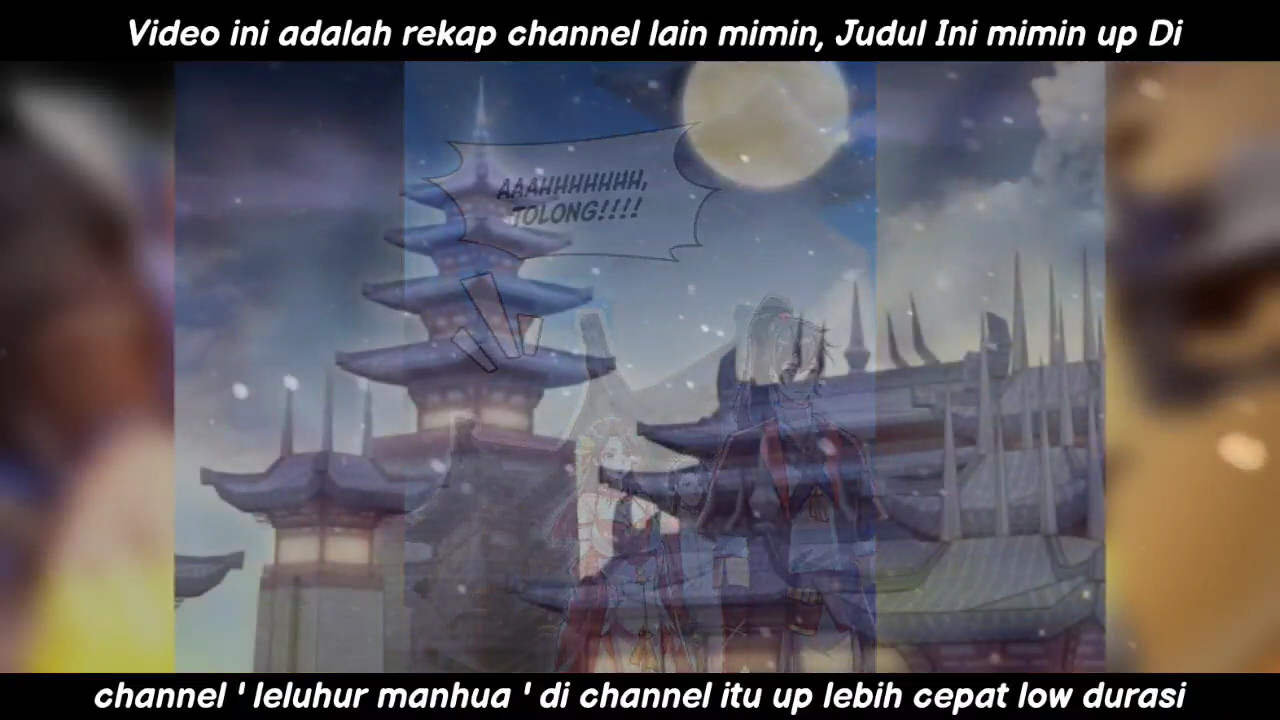 Video ini adalah rekap channel lain mimin, Judul Ini mimin up Di
AAAHHHHHHH,
TOLONG!!!!
channel ' leluhur manhua ' di channel itu up lebih cepat low durasi